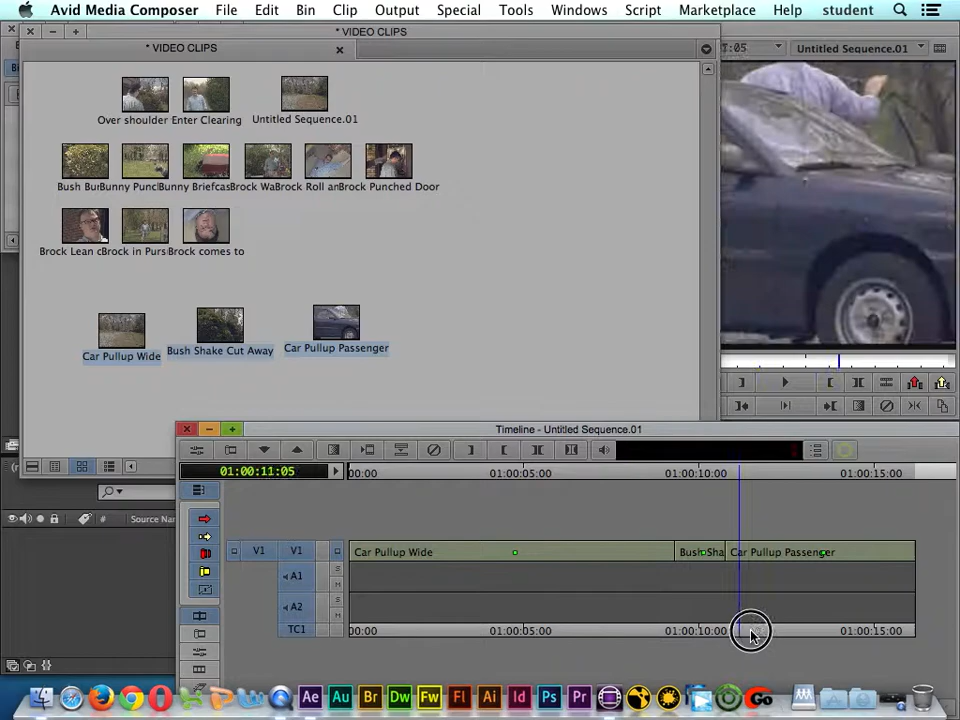 Avid Media Composer File Edit Bin Clip Output Special Tools Windows Script Marketplace Help student
* VIDEO CLIPS
* VIDEO CLIPS
Untitled Sequence.01
Over shoulder Enter Clearing Untitled Sequence.01
Bush Bu Bunny Punc Bunny Briefcas Brock Wa Brock Roll an Brock Punched Door
Brock Lean c Brock in Purs Brock comes to
Car Pullup Wide Bush Shake Cut Away Car Pullup Passenger
Timeline - Untitled Sequence.01
01:00:11:05 00:00 01:00:05:00 01:00:10:00 01:00:15:00
# Source Nar
V1 V1 Car Pullup Wide Bush Sha Car Pullup Passenger
A1 S M
A2 S M
TC1 00:00 01:00:05:00 01:00:10:00 01:00:15:00
Ae Au Br Dw Fw Fl Ai Id Ps Pr Go